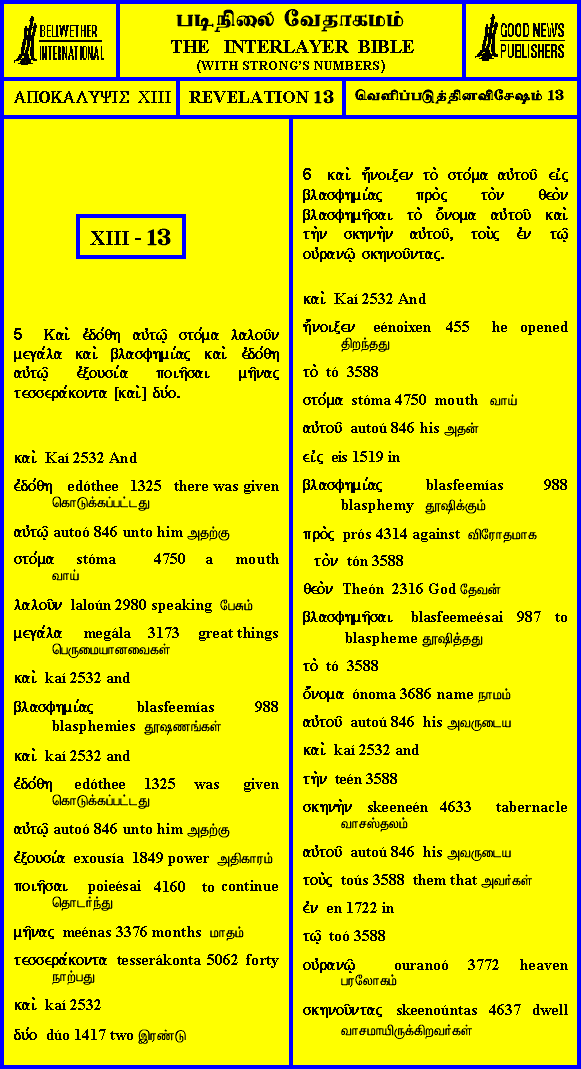 BELLWETHER
INTERNATIONAL
படிநிலை வேதாகமம்
THE INTERLAYER BIBLE
(WITH STRONG'S NUMBERS)
GOOD NEWS
PUBLISHERS
ΑΠΟΚΑΛΥΨΙΣ XIII
REVELATION 13
வெளிப்படுத்தினவிசேஷம் 13
XIII - 13
5 Καὶ ἐδόθη αὐτῷ στόμα λαλοῦν
μεγάλα καὶ βλασφημίας καὶ ἐδόθη
αὐτῷ ἐξουσία ποιῆσαι μῆνας
τεσσεράκοντα [καὶ] δύο.
καὶ Kaí 2532 And
ἐδόθη edóthee 1325 there was given
கொடுக்கப்பட்டது
αὐτῷ autoó 846 unto him அதற்கு
στόμα stóma 4750 a mouth
வாய்
λαλοῦν laloún 2980 speaking பேசும்
μεγάλα megála 3173 great things
பெருமையானவைகள்
καὶ kaí 2532 and
βλασφημίας blasfeemías 988
blasphemies தூஷணங்கள்
καὶ kaí 2532 and
ἐδόθη edóthee 1325 was given
கொடுக்கப்பட்டது
αὐτῷ autoó 846 unto him அதற்கு
ἐξουσία exousía 1849 power அதிகாரம்
ποιῆσαι poieésai 4160 to continue
தொடர்ந்து
μῆνας meénas 3376 months மாதம்
τεσσεράκοντα tesserákonta 5062 forty
நாற்பது
καὶ kaí 2532
δύο dúo 1417 two இரண்டு
6 καὶ ἤνοιξεν τὸ στόμα αὐτοῦ εἰς
βλασφημίας πρὸς τὸν θεὸν
βλασφημῆσαι τὸ ὄνομα αὐτοῦ καὶ
τὴν σκηνὴν αὐτοῦ, τοὺς ἐν τῷ
οὐρανῷ σκηνοῦντας.
καὶ Kaí 2532 And
ἤνοιξεν eénoixen 455 he opened
திறந்தது
τὸ tó 3588
στόμα stóma 4750 mouth வாய்
αὐτοῦ autoú 846 his அதன்
εἰς eis 1519 in
βλασφημίας blasfeemías 988
blasphemy தூஷிக்கும்
πρὸς prós 4314 against விரோதமாக
τὸν tón 3588
θεὸν Theón 2316 God தேவன்
βλασφημῆσαι blasfeemeésai 987 to
blaspheme தூஷித்தது
τὸ tó 3588
ὄνομα ónoma 3686 name நாமம்
αὐτοῦ autoú 846 his அவருடைய
καὶ kaí 2532 and
τὴν teén 3588
σκηνὴν skeeneén 4633 tabernacle
வாசஸ்தலம்
αὐτοῦ autoú 846 his அவருடைய
τοὺς toús 3588 them that அவர்கள்
ἐν en 1722 in
τῷ toó 3588
οὐρανῷ ouranoó 3772 heaven
பரலோகம்
σκηνοῦντας skeenoúntas 4637 dwell
வாசமாயிருக்கிறவர்கள்